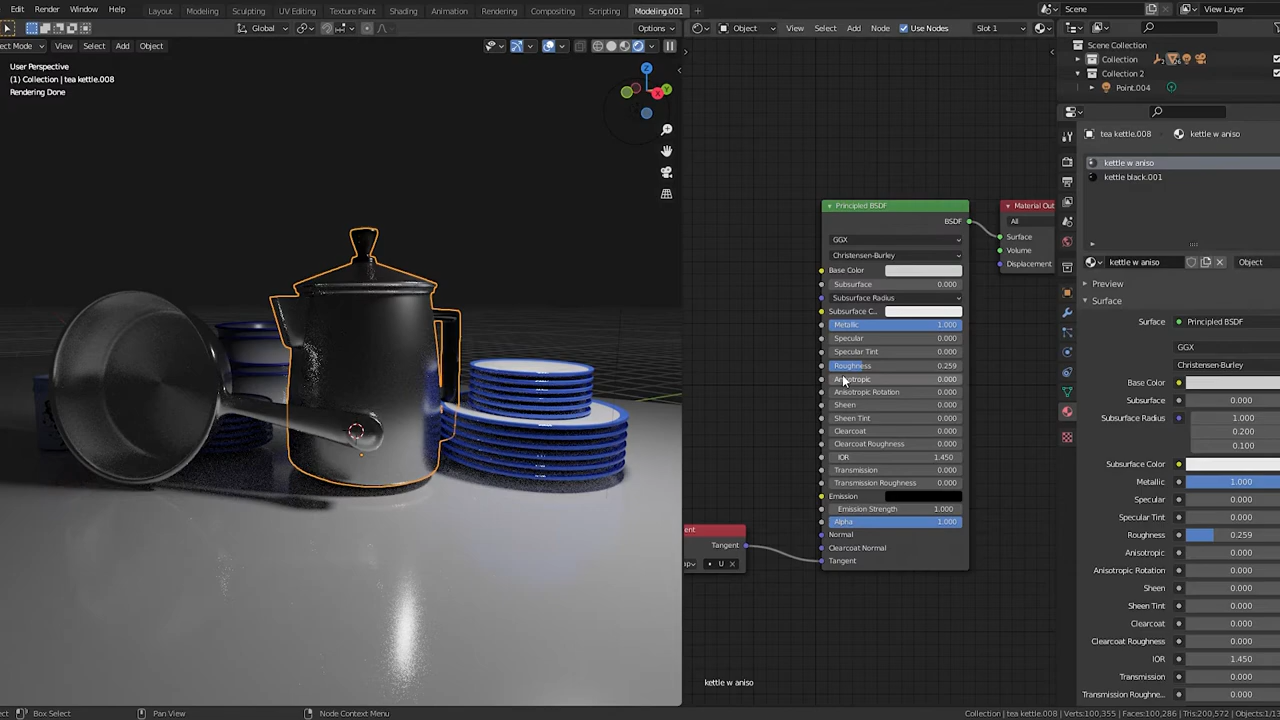 Edit Render Window Help Layout Modeling Sculpting UV Editing Texture Paint Shading Animation Rendering Compositing Scripting Modeling.001 + Scene View Layer
Global Options Object View Select Add Node Use Nodes Slot 1
View Select Add Object
User Perspective
(1) Collection | tea kettle.008
Rendering Done
Z
Y
X
Principled BSDF
BSDF
GGX
Christensen-Burley
Base Color
Subsurface 0.000
Subsurface Radius
Subsurface C...
Metallic 1.000
Specular 0.000
Specular Tint 0.000
Roughness 0.259
Anisotropic 0.000
Anisotropic Rotation 0.000
Sheen 0.000
Sheen Tint 0.000
Clearcoat 0.000
Clearcoat Roughness 0.000
IOR 1.450
Transmission 0.000
Transmission Roughness 0.000
Emission
Emission Strength 1.000
Alpha 1.000
Normal
Clearcoat Normal
Tangent
Material Out
All
Surface
Volume
Displacement
Tangent
U
kettle w aniso
Scene Collection
Collection
Collection 2
Point.004
tea kettle.008 kettle w aniso
kettle w aniso
kettle black.001
kettle w aniso Object
Preview
Surface
Surface Principled BSDF
GGX
Christensen-Burley
Base Color
Subsurface 0.000
Subsurface Radius 1.000
0.200
0.100
Subsurface Color
Metallic 1.000
Specular 0.000
Specular Tint 0.000
Roughness 0.259
Anisotropic 0.000
Anisotropic Rotation 0.000
Sheen 0.000
Sheen Tint 0.000
Clearcoat 0.000
Clearcoat Roughness 0.000
IOR 1.450
Transmission 0.000
Transmission Roughne... 0.000
Box Select Pan View Node Context Menu Collection | tea kettle.008 | Verts:100,355 | Faces:100,286 | Tris:200,572 | Objects:1/1